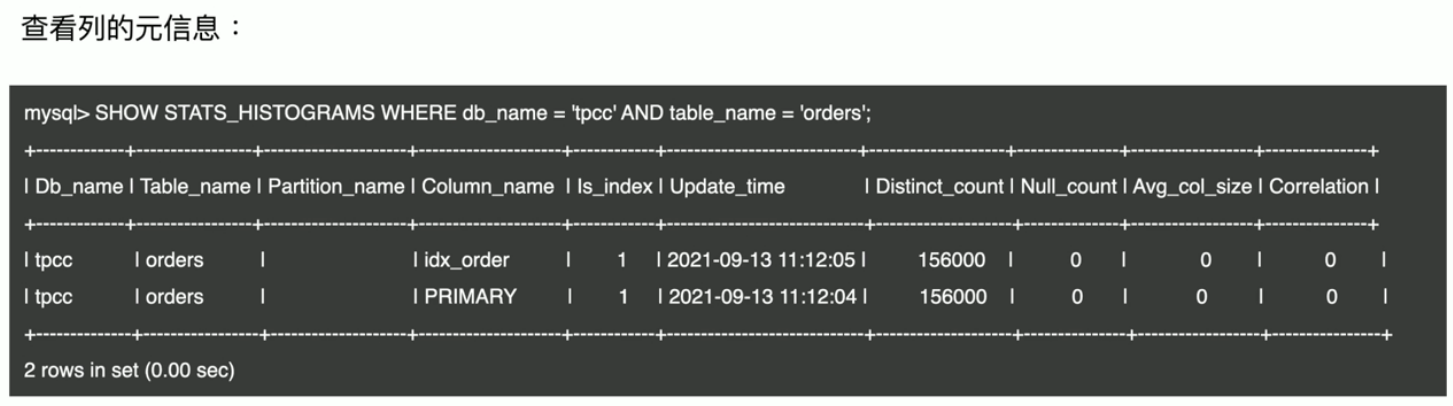 查看列的元信息：
mysql> SHOW STATS_HISTOGRAMS WHERE db_name = 'tpcc' AND table_name = 'orders';
+-------------+----------------+---------------------+--------------------+-----------+---------------------------+-------------------+--------------+-----------------+--------------+
| Db_name | Table_name | Partition_name | Column_name | Is_index | Update_time | Distinct_count | Null_count | Avg_col_size | Correlation |
+-------------+----------------+---------------------+--------------------+-----------+---------------------------+-------------------+--------------+-----------------+--------------+
| tpcc | orders | | idx_order | 1 | 2021-09-13 11:12:05 | 156000 | 0 | 0 | 0 |
| tpcc | orders | | PRIMARY | 1 | 2021-09-13 11:12:04 | 156000 | 0 | 0 | 0 |
+-------------+----------------+---------------------+--------------------+-----------+---------------------------+-------------------+--------------+-----------------+--------------+
2 rows in set (0.00 sec)